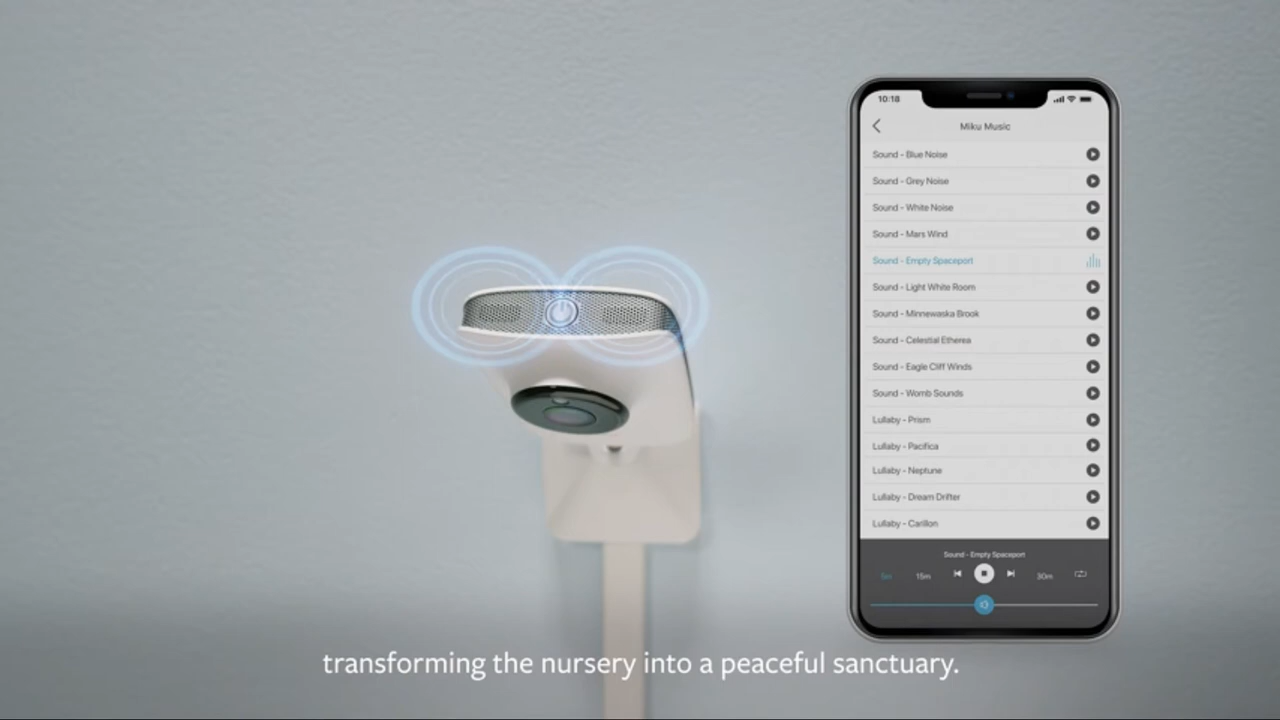 10:18
Miku Music
Sound - Blue Noise
Sound - Grey Noise
Sound - White Noise
Sound - Mars Wind
Sound - Empty Spaceport
Sound - Light White Room
Sound - Minnewaska Brook
Sound - Celestial Etherea
Sound - Eagle Cliff Winds
Sound - Womb Sounds
Lullaby - Prism
Lullaby - Pacifica
Lullaby - Neptune
Lullaby - Dream Drifter
Lullaby - Carillon
Sound - Empty Spaceport
5m 15m 30m
transforming the nursery into a peaceful sanctuary.